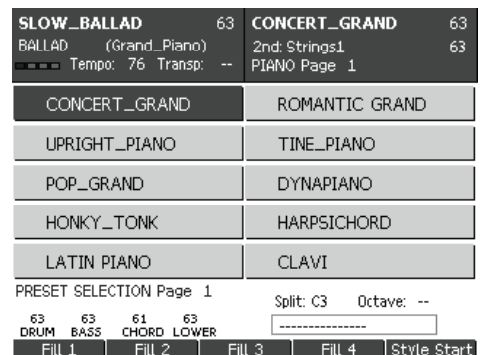 SLOW_BALLAD 63 CONCERT_GRAND 63
BALLAD (Grand_Piano) 2nd: Strings1 63
Tempo: 76 Transp: -- PIANO Page 1
CONCERT_GRAND ROMANTIC GRAND
UPRIGHT_PIANO TINE_PIANO
POP_GRAND DYNAPIANO
HONKY_TONK HARPSICHORD
LATIN PIANO CLAVI
PRESET SELECTION Page 1 Split: C3 Octave: --
63 63 61 63
DRUM BASS CHORD LOWER ---------------
Fill 1 Fill 2 Fill 3 Fill 4 Style Start